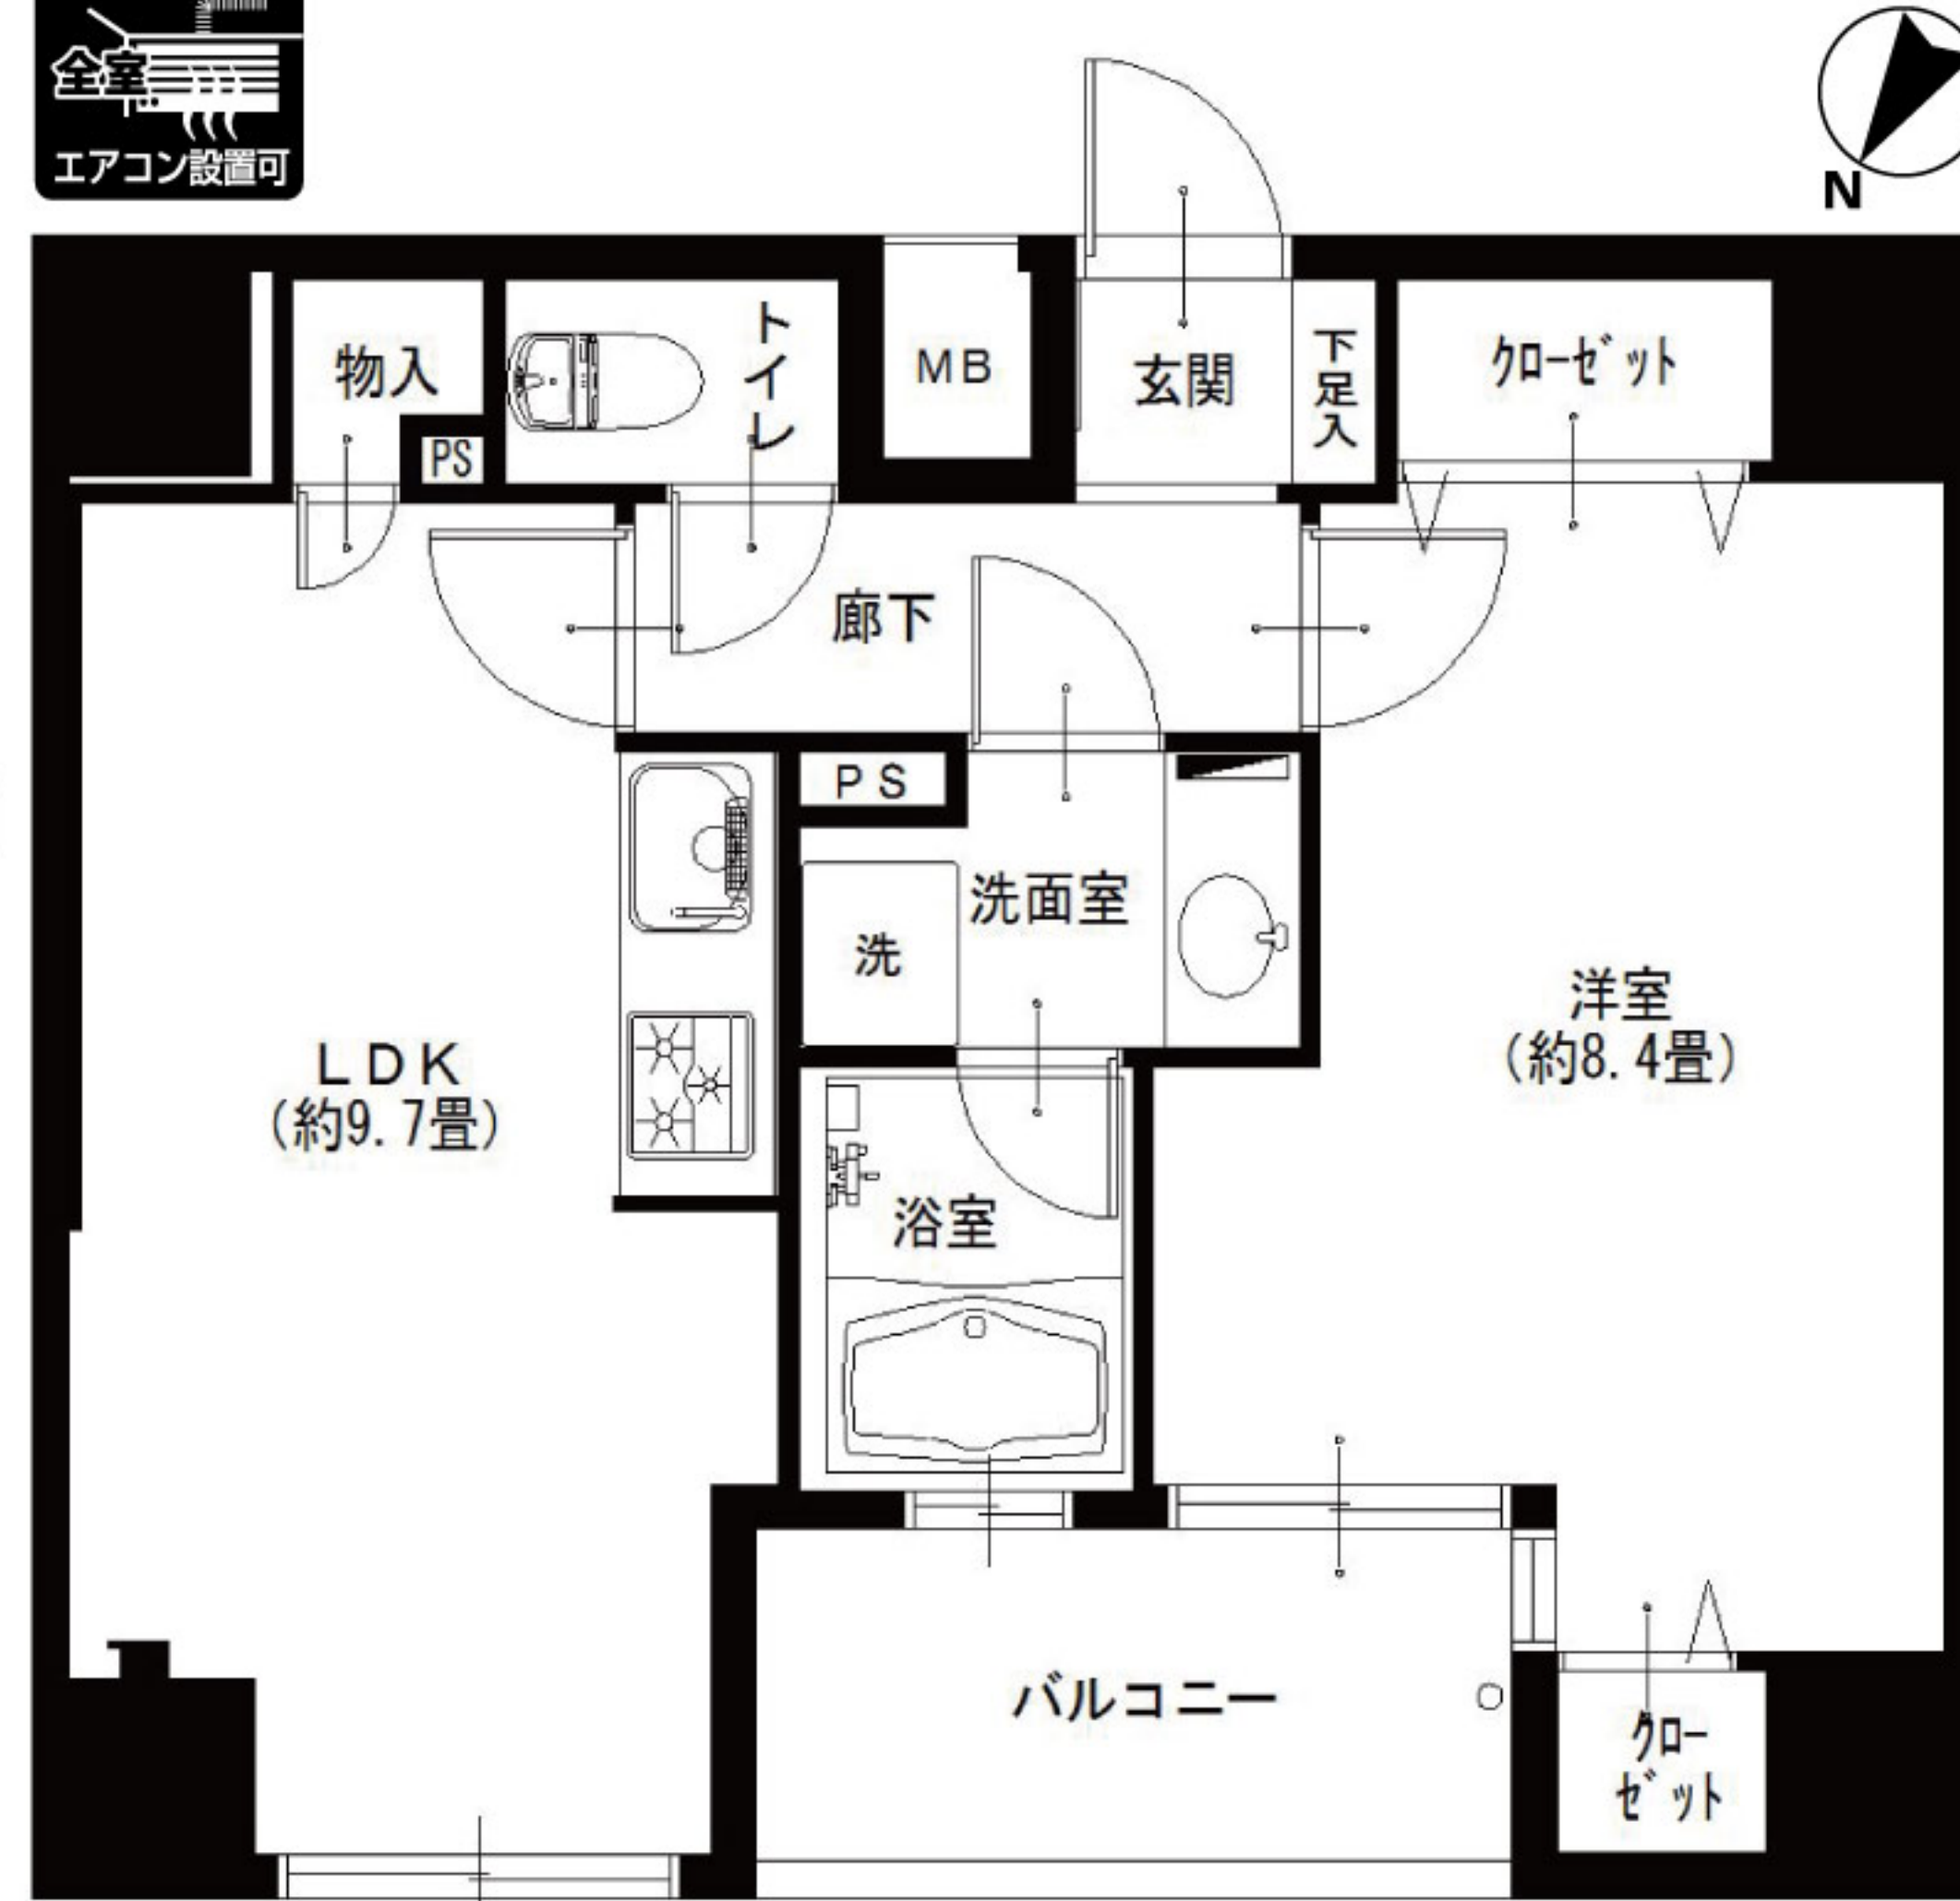 全室
エアコン設置可
N
物入
PS
トイレ
MB
玄関
下足入
クローゼット
廊下
PS
洗面室
洗
LDK
(約9.7畳)
洋室
(約8.4畳)
浴室
バルコニー
クロー
ゼット